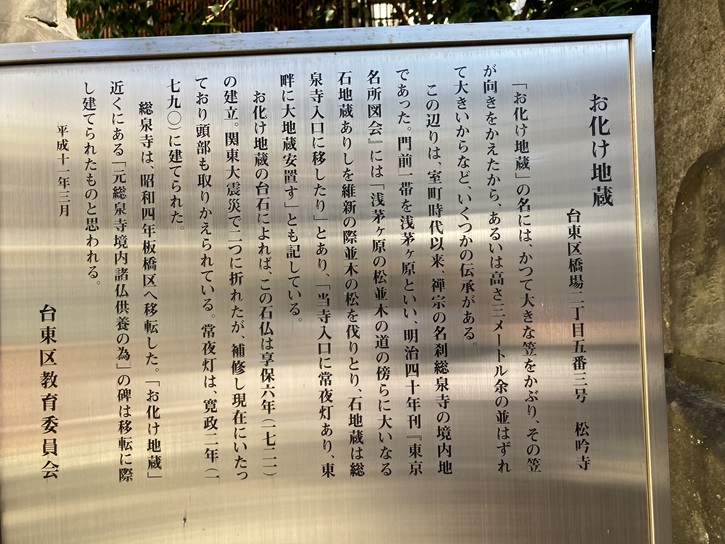 お化け地蔵
台東区橋場二丁目五番三号　松吟寺
「お化け地蔵」の名には、かつて大きな笠をかぶり、その笠
が向きをかえたから、あるいは高さ三メートル余の並はずれ
て大きいからなど、いくつかの伝承がある。
この辺りは、室町時代以来、禅宗の名刹総泉寺の境内地
であった。門前一帯を浅茅ヶ原といい、明治四十年刊『東京
名所図会』には「浅茅ヶ原の松並木の道の傍らに大いなる
石地蔵ありしを維新の際並木の松を伐りとり、石地蔵は総
泉寺入口に移したり」とあり、「当寺入口に常夜灯あり、東
畔に大地蔵安置す」とも記している。
お化け地蔵の台石によれば、この石仏は享保六年（一七二一）
の建立。関東大震災で二つに折れたが、補修し現在にいたっ
ており頭部も取りかえられている。常夜灯は、寛政二年（一
七九〇）に建てられた。
総泉寺は、昭和四年板橋区へ移転した。「お化け地蔵」
近くにある「元総泉寺境内諸仏供養の為」の碑は移転に際
し建てられたものと思われる。
平成十一年三月
台東区教育委員会